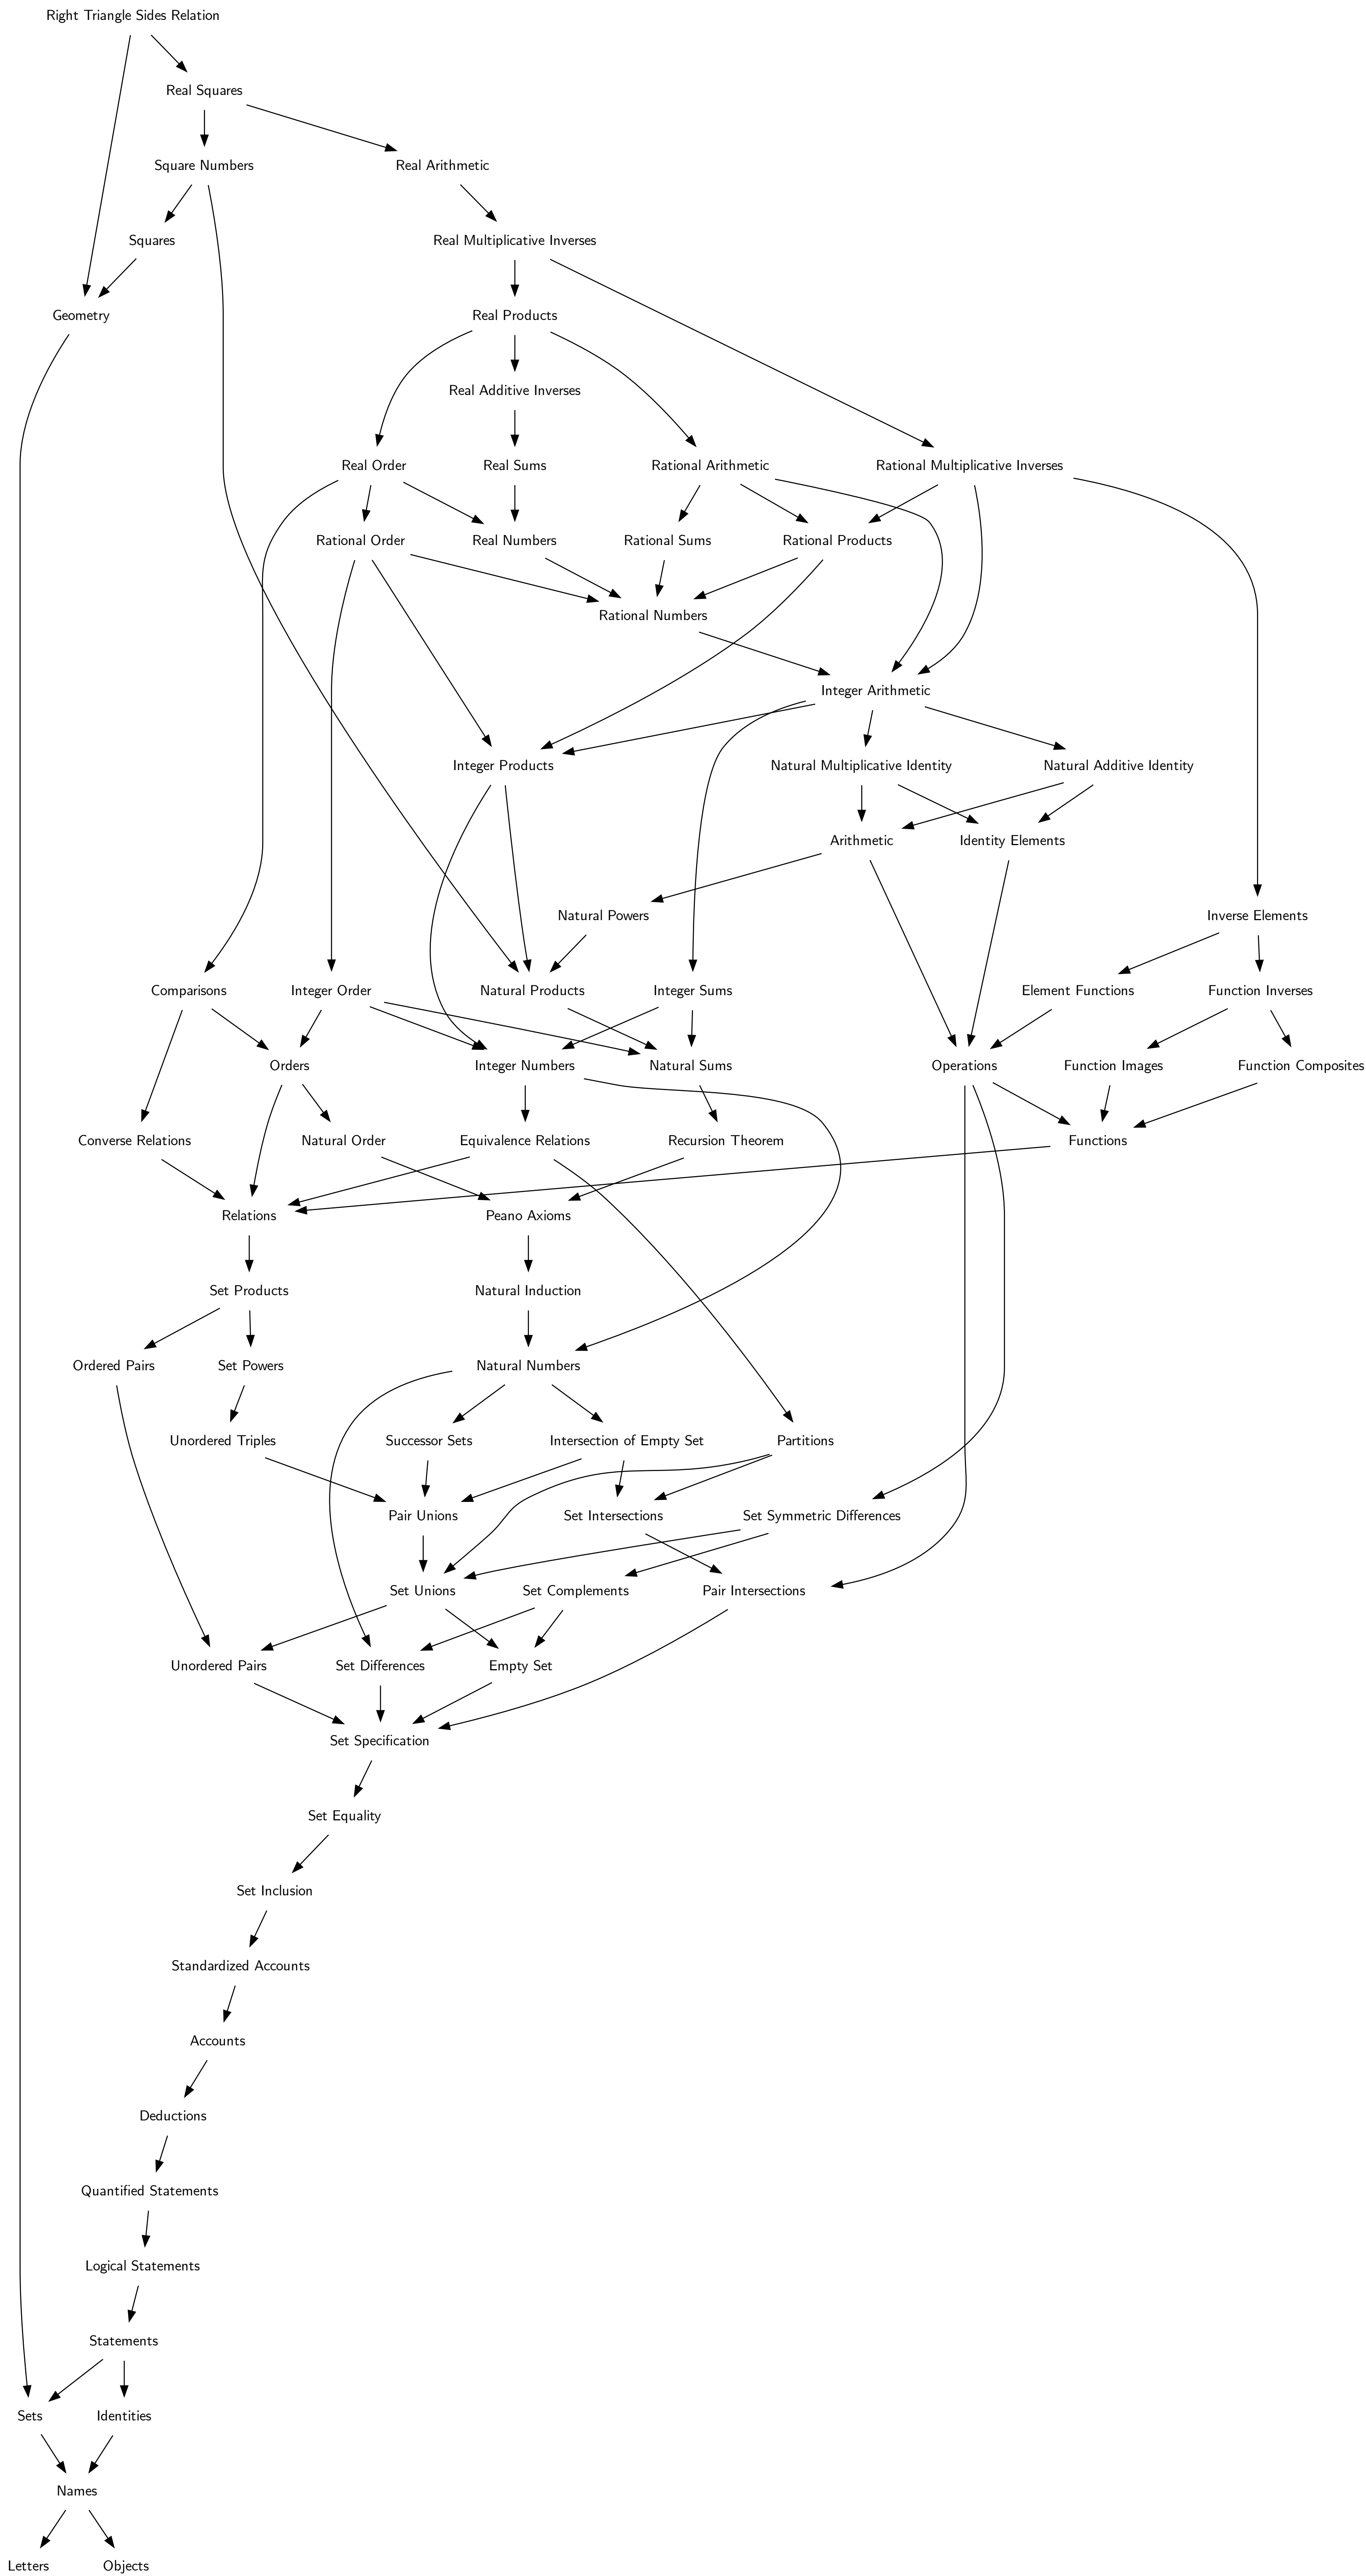 Right Triangle Sides Relation
Real Squares
Square Numbers
Real Arithmetic
Squares
Real Multiplicative Inverses
Geometry
Real Products
Real Additive Inverses
Real Order
Real Sums
Rational Arithmetic
Rational Multiplicative Inverses
Rational Order
Real Numbers
Rational Sums
Rational Products
Rational Numbers
Integer Arithmetic
Integer Products
Natural Multiplicative Identity
Natural Additive Identity
Arithmetic
Identity Elements
Natural Powers
Inverse Elements
Comparisons
Integer Order
Natural Products
Integer Sums
Element Functions
Function Inverses
Orders
Integer Numbers
Natural Sums
Operations
Function Images
Function Composites
Converse Relations
Natural Order
Equivalence Relations
Recursion Theorem
Functions
Relations
Peano Axioms
Set Products
Natural Induction
Ordered Pairs
Set Powers
Natural Numbers
Unordered Triples
Successor Sets
Intersection of Empty Set
Partitions
Pair Unions
Set Intersections
Set Symmetric Differences
Set Unions
Set Complements
Pair Intersections
Unordered Pairs
Set Differences
Empty Set
Set Specification
Set Equality
Set Inclusion
Standardized Accounts
Accounts
Deductions
Quantified Statements
Logical Statements
Statements
Sets
Identities
Names
Letters
Objects